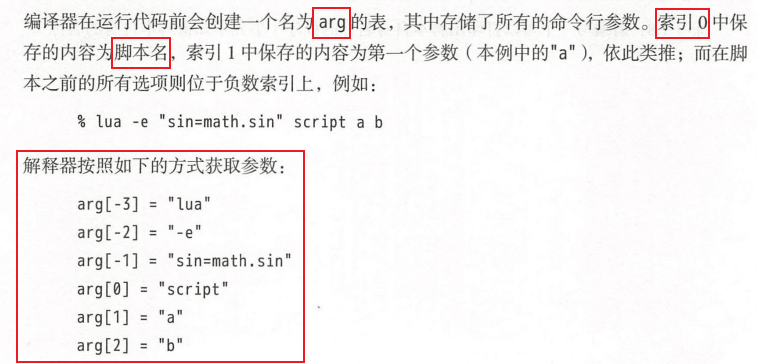 编译器在运行代码前会创建一个名为 arg 的表，其中存储了所有的命令行参数。索引 0 中保
存的内容为脚本名，索引 1 中保存的内容为第一个参数（本例中的"a"），依此类推；而在脚
本之前的所有选项则位于负数索引上，例如：
% lua -e "sin=math.sin" script a b
解释器按照如下的方式获取参数：
arg[-3] = "lua"
arg[-2] = "-e"
arg[-1] = "sin=math.sin"
arg[0] = "script"
arg[1] = "a"
arg[2] = "b"